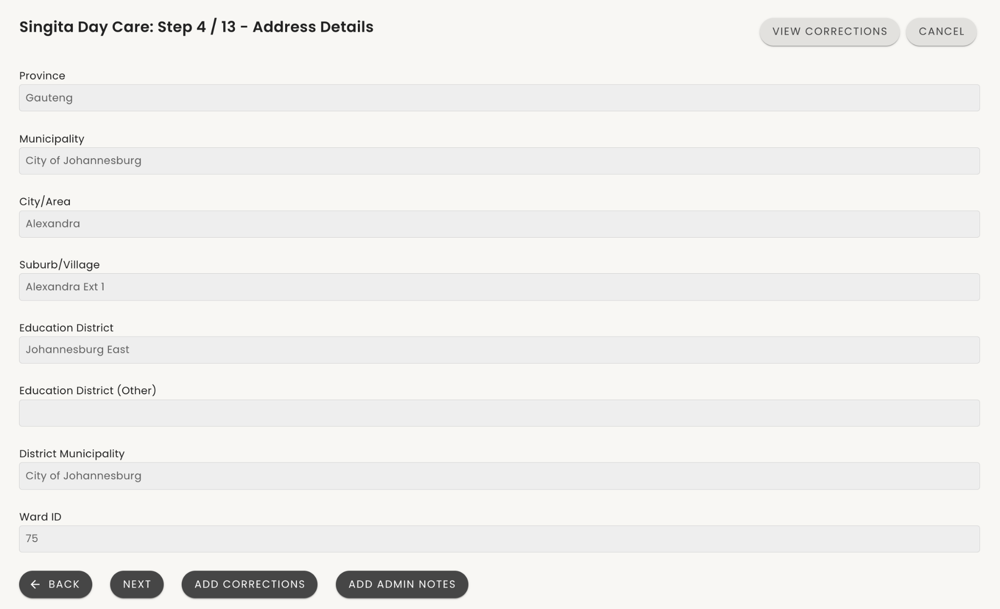 Singita Day Care: Step 4 / 13 - Address Details
VIEW CORRECTIONS
CANCEL
Province
Gauteng
Municipality
City of Johannesburg
City/Area
Alexandra
Suburb/Village
Alexandra Ext 1
Education District
Johannesburg East
Education District (Other)
District Municipality
City of Johannesburg
Ward ID
75
← BACK
NEXT
ADD CORRECTIONS
ADD ADMIN NOTES